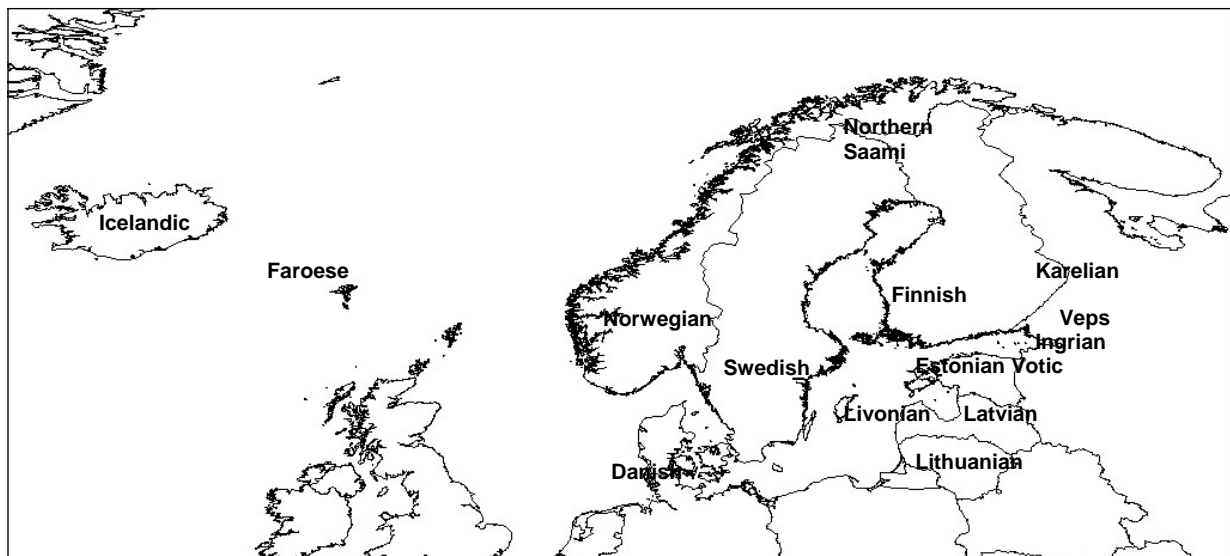 Northern
Saami
Icelandic
Faroese
Karelian
Finnish
Norwegian
Veps
Ingrian
Swedish
Estonian Votic
Livonian
Latvian
Danish
Lithuanian